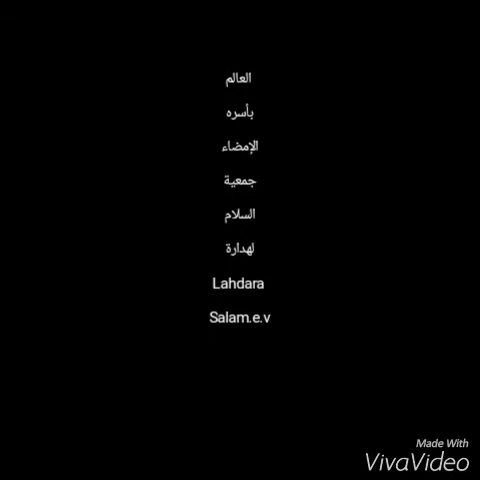 العالم
بأسره
الإمضاء
جمعية
السلام
لهدارة
Lahdara
Salam.e.v
Made With
VivaVideo